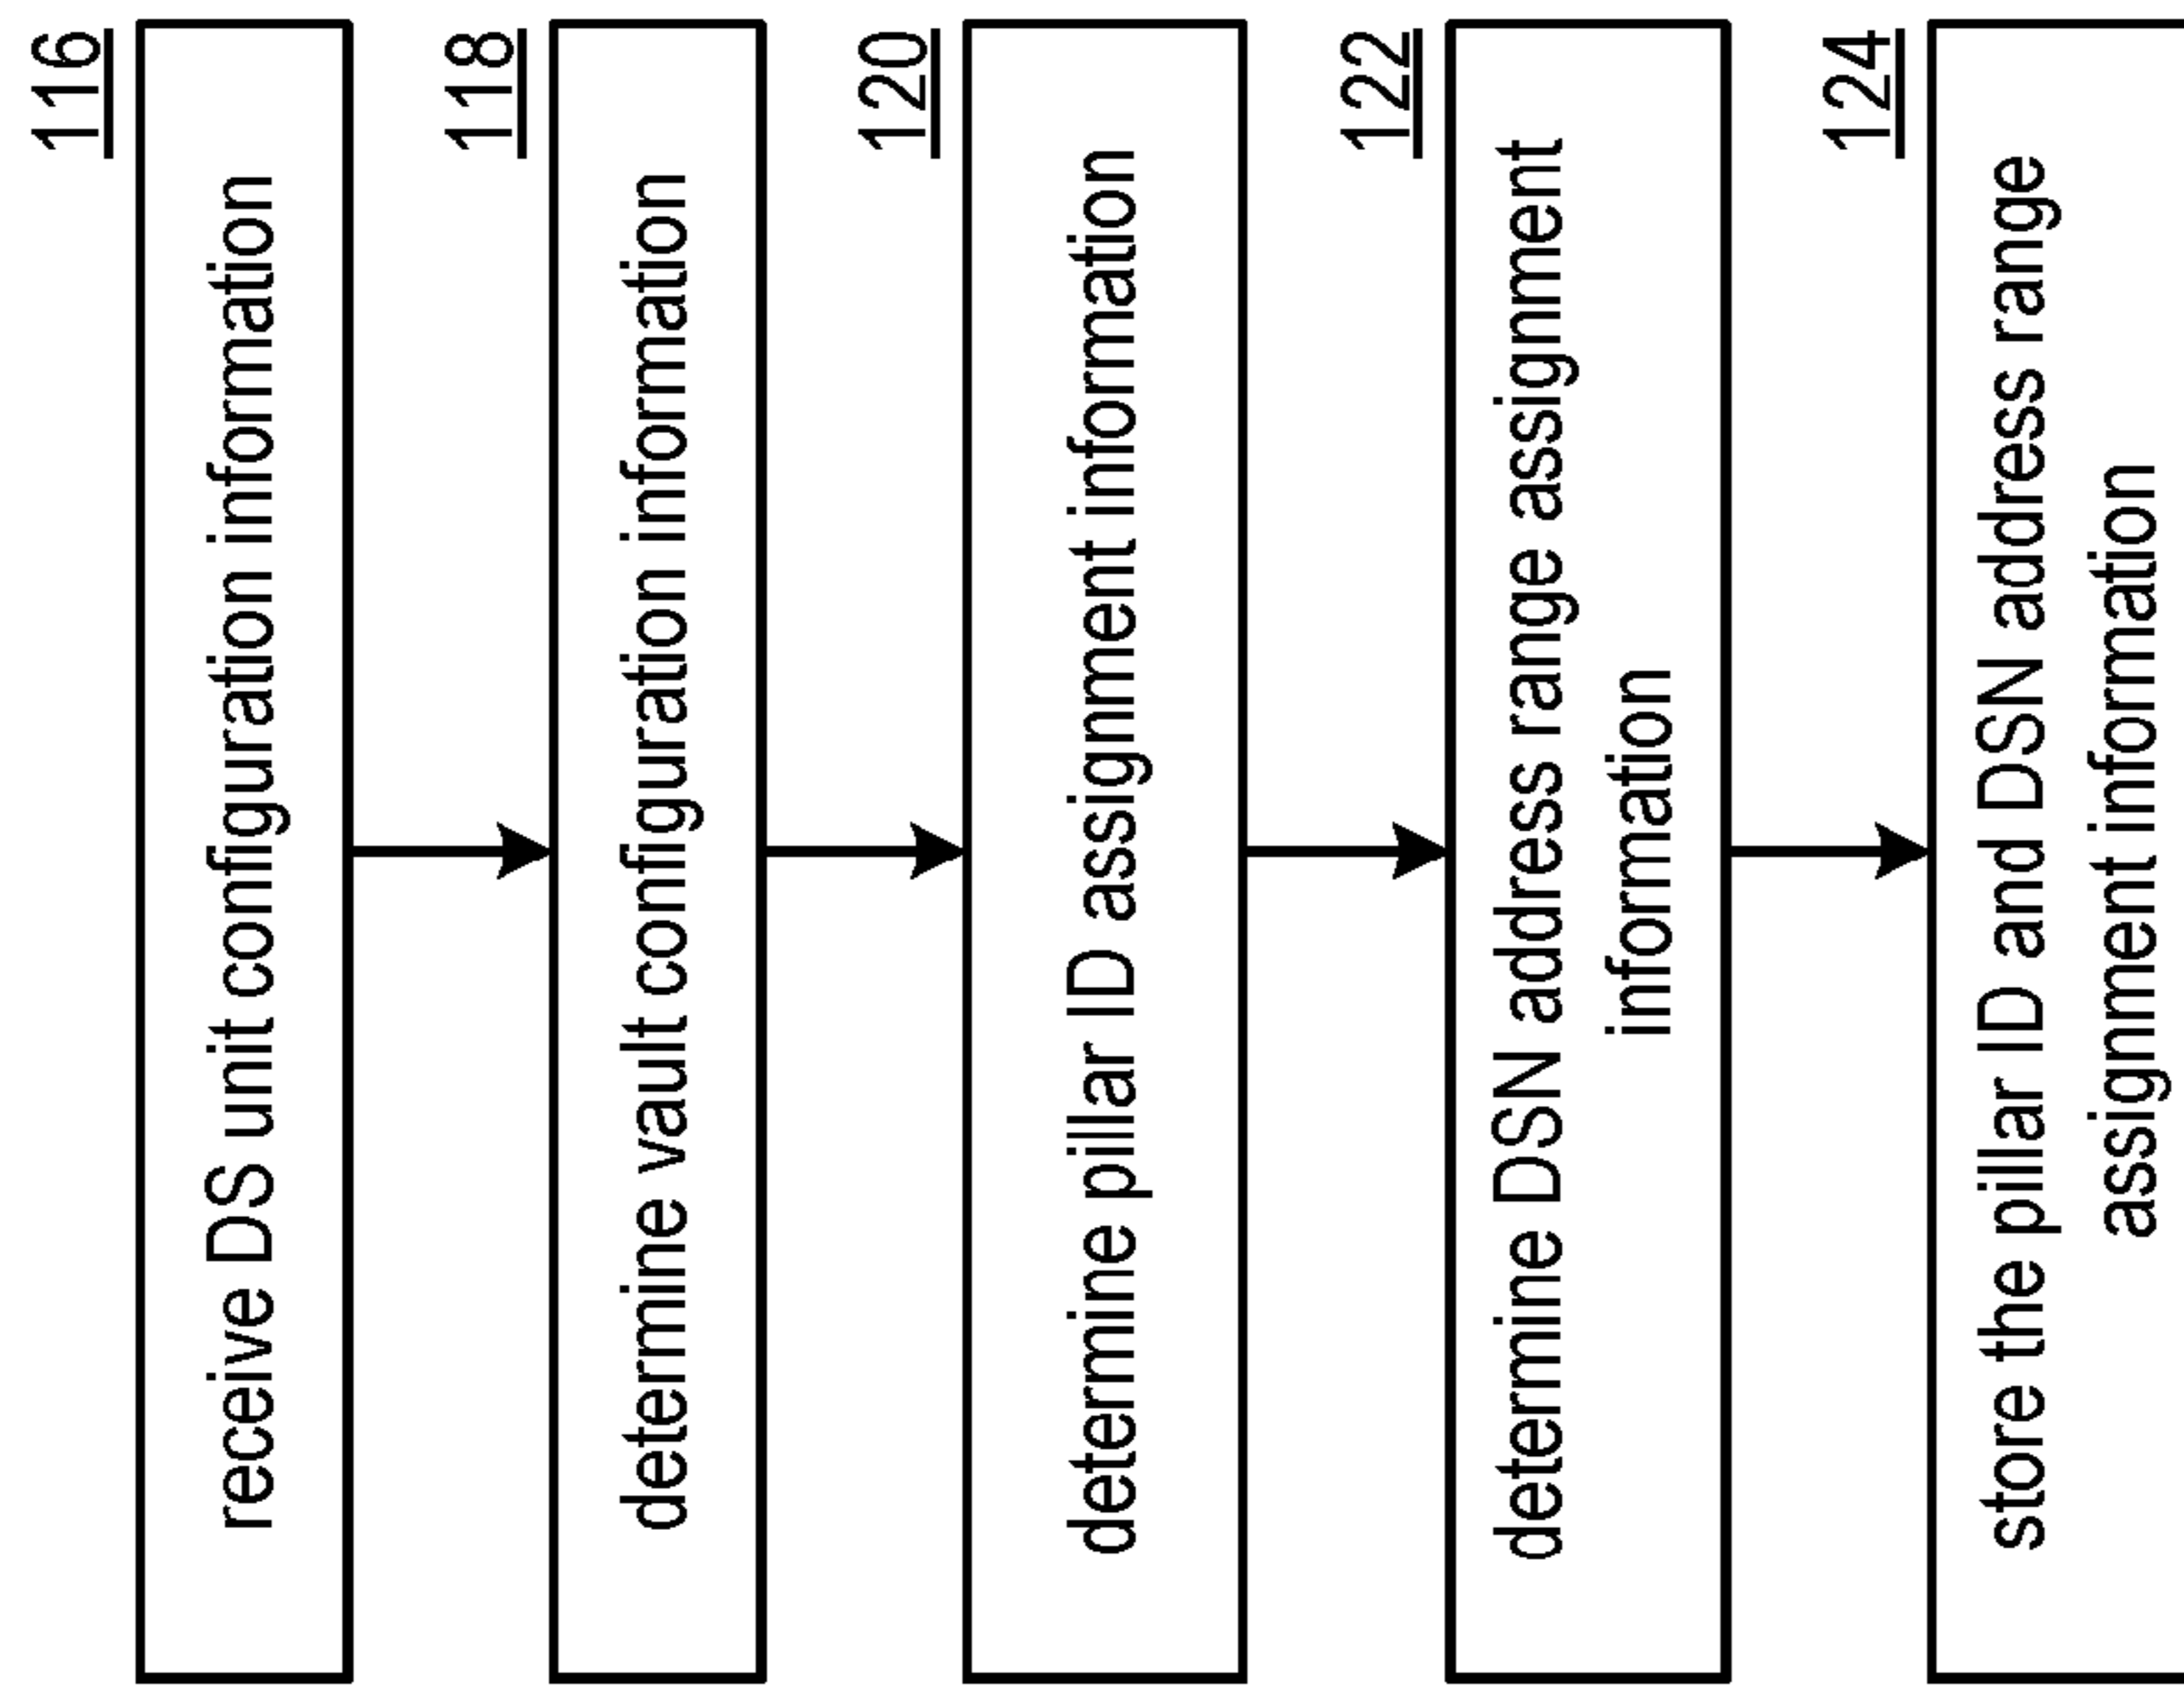 116
receive DS unit configuration information
118
determine vault configuration information
120
determine pillar ID assignment information
122
determine DSN address range assignment
information
124
store the pillar ID and DSN address range
assignment information